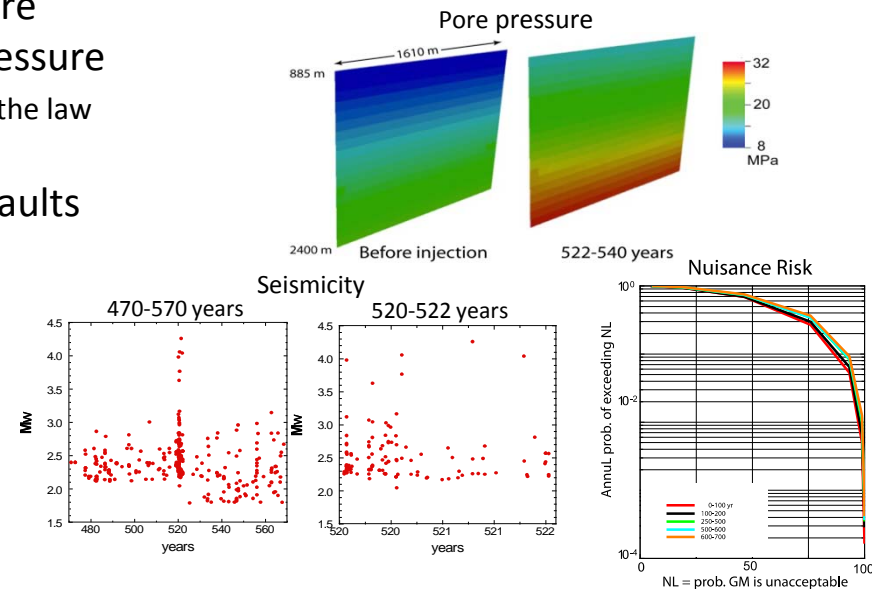 re
essure
the law
aults
Pore pressure
1610 m
885 m
2400 m
Before injection
522-540 years
32
20
8
MPa
Seismicity
470-570 years
4.5
4.0
3.5
3.0
2.5
2.0
1.5
Mw
480 500 520 540 560
years
520-522 years
4.5
4.0
3.5
3.0
2.5
2.0
1.5
Mw
520 520 520 521 521 522
years
Nuisance Risk
10⁰
10⁻²
10⁻⁴
Annul. prob. of exceeding NL
0-100 yr
100-200
250-500
500-600
600-700
0 50 100
NL = prob. GM is unacceptable